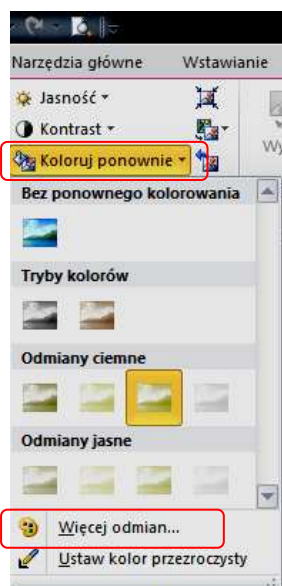 Narzędzia główne Wstawianie
Jasność
Kontrast
Koloruj ponownie
Bez ponownego kolorowania
Tryby kolorów
Odmiany ciemne
Odmiany jasne
Więcej odmian...
Ustaw kolor przezroczysty